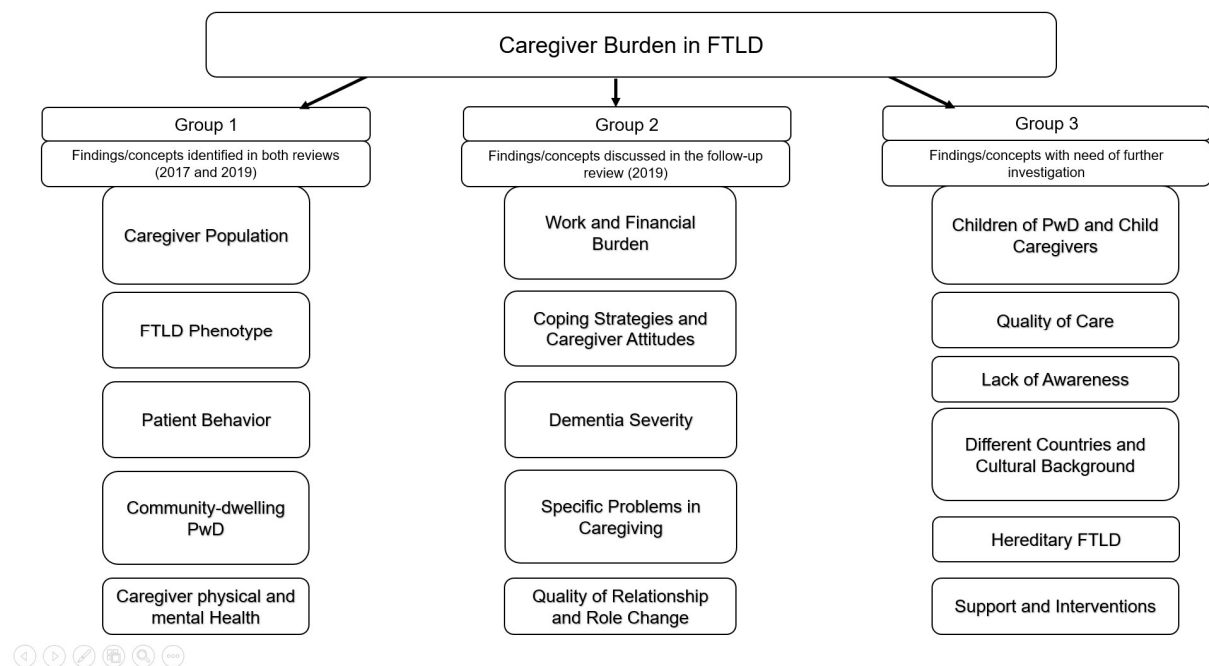 Caregiver Burden in FTLD
Group 1
Findings/concepts identified in both reviews
(2017 and 2019)
Caregiver Population
FTLD Phenotype
Patient Behavior
Community-dwelling
PwD
Caregiver physical and
mental Health
Group 2
Findings/concepts discussed in the follow-up
review (2019)
Work and Financial
Burden
Coping Strategies and
Caregiver Attitudes
Dementia Severity
Specific Problems in
Caregiving
Quality of Relationship
and Role Change
Group 3
Findings/concepts with need of further
investigation
Children of PwD and Child
Caregivers
Quality of Care
Lack of Awareness
Different Countries and
Cultural Background
Hereditary FTLD
Support and Interventions